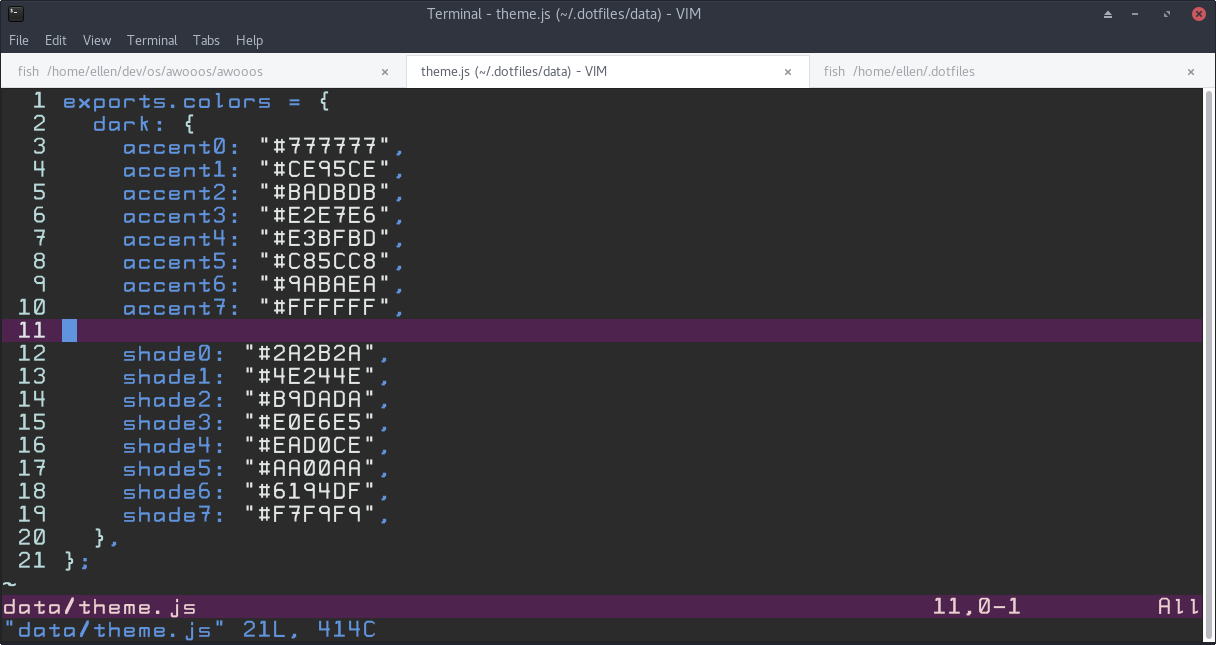 Terminal - theme.js (~/.dotfiles/data) - VIM
File Edit View Terminal Tabs Help
fish /home/ellen/dev/os/awooos/awooos × theme.js (~/.dotfiles/data) - VIM × fish /home/ellen/.dotfiles ×
1 exports.colors = {
2   dark: {
3     accent0: "#777777",
4     accent1: "#CE95CE",
5     accent2: "#BADBDB",
6     accent3: "#E2E7E6",
7     accent4: "#E3BFBD",
8     accent5: "#C85CC8",
9     accent6: "#9ABAEA",
10     accent7: "#FFFFFF",
11
12     shade0: "#2A2B2A",
13     shade1: "#4E244E",
14     shade2: "#B9DADA",
15     shade3: "#E0E6E5",
16     shade4: "#EAD0CE",
17     shade5: "#AA00AA",
18     shade6: "#6194DF",
19     shade7: "#F7F9F9",
20   },
21 };
~
data/theme.js 11,0-1 All
"data/theme.js" 21L, 414C